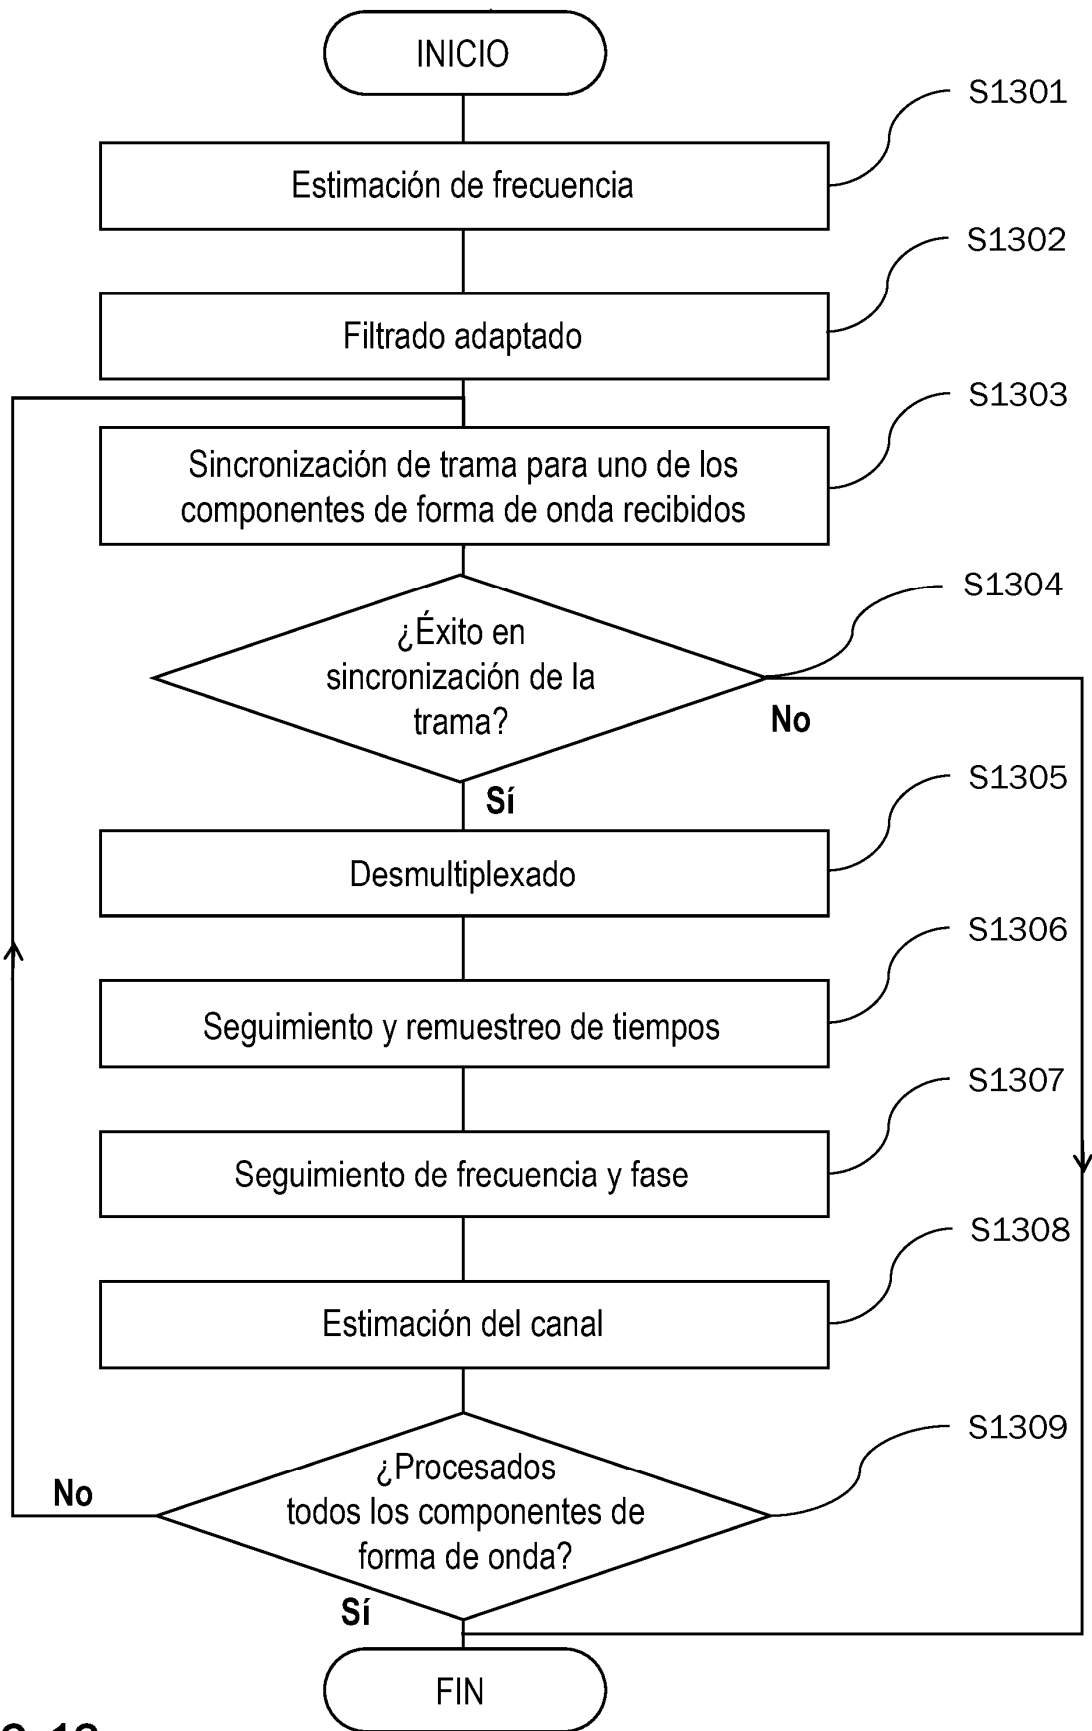 INICIO
S1301
Estimación de frecuencia
S1302
Filtrado adaptado
S1303
Sincronización de trama para uno de los
componentes de forma de onda recibidos
S1304
¿Éxito en
sincronización de la
trama?
No
Sí
S1305
Desmultiplexado
S1306
Seguimiento y remuestreo de tiempos
S1307
Seguimiento de frecuencia y fase
S1308
Estimación del canal
S1309
¿Procesados
todos los componentes de
forma de onda?
No
Sí
FIN